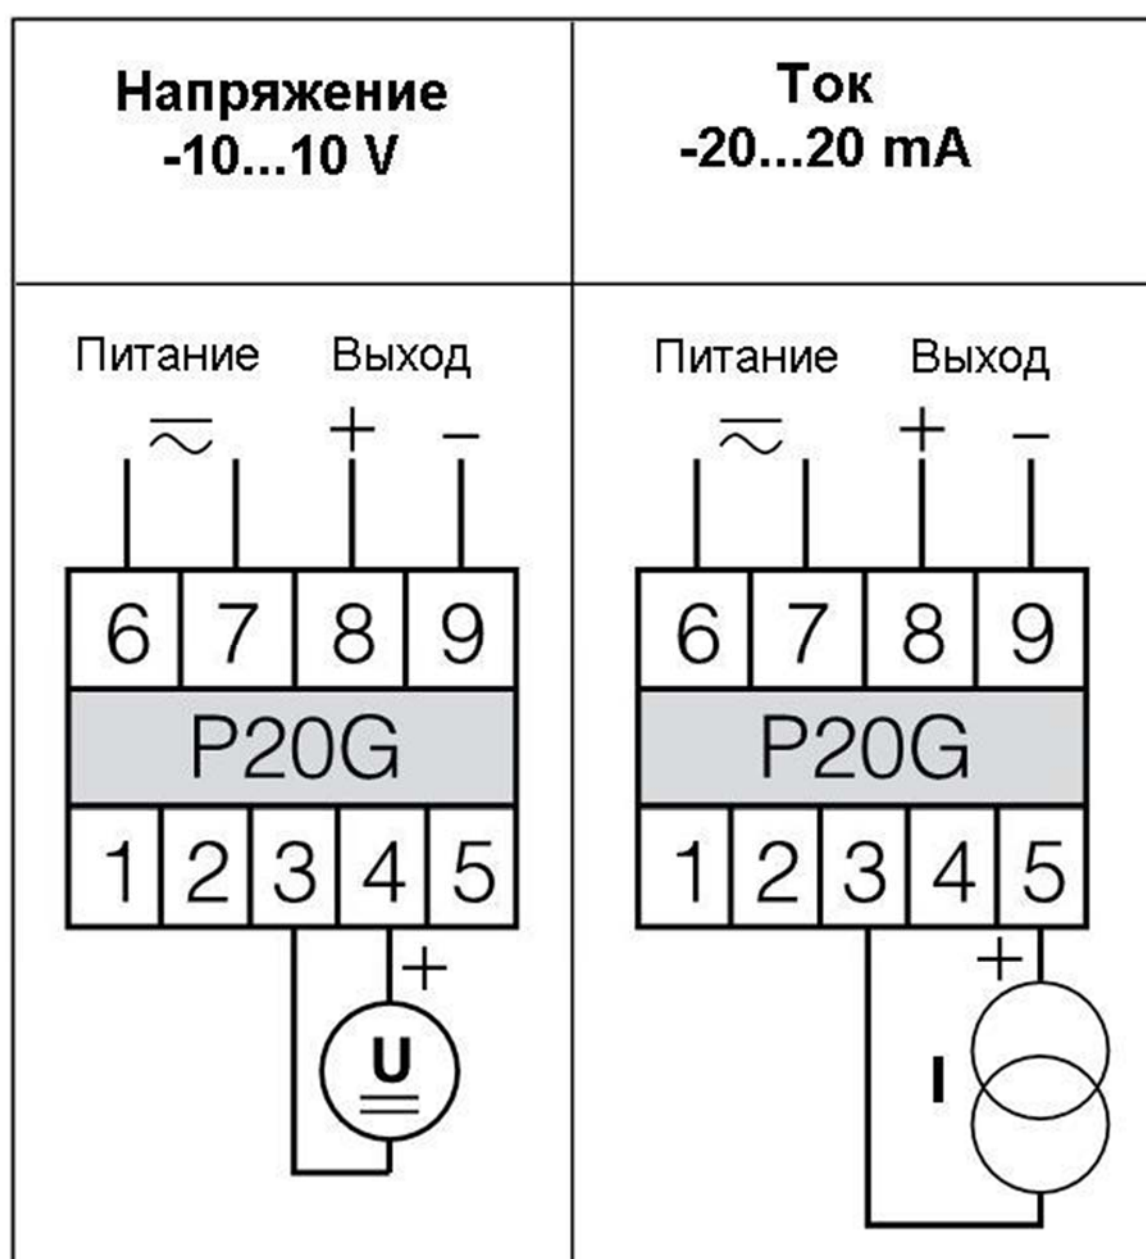 Напряжение
-10...10 V
Ток
-20...20 mA
Питание Выход
+ −
6 7 8 9
P20G
1 2 3 4 5
+
U
Питание Выход
+ −
6 7 8 9
P20G
1 2 3 4 5
+
I